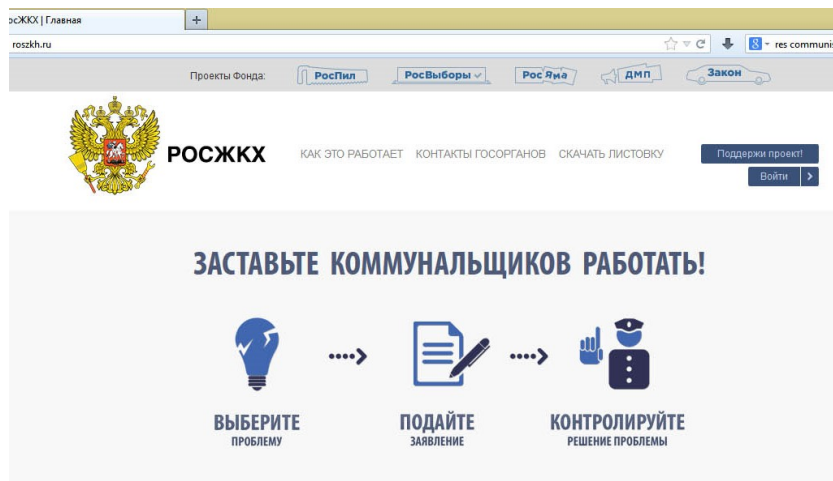 осЖКХ | Главная
roszkh.ru
res communis
Проекты Фонда: РосПил РосВыборы РосЯма ДМП Закон
РОСЖКХ КАК ЭТО РАБОТАЕТ КОНТАКТЫ ГОСОРГАНОВ СКАЧАТЬ ЛИСТОВКУ Поддержи проект!
Войти
ЗАСТАВЬТЕ КОММУНАЛЬЩИКОВ РАБОТАТЬ!
ВЫБЕРИТЕ ПОДАЙТЕ КОНТРОЛИРУЙТЕ
ПРОБЛЕМУ ЗАЯВЛЕНИЕ РЕШЕНИЕ ПРОБЛЕМЫ